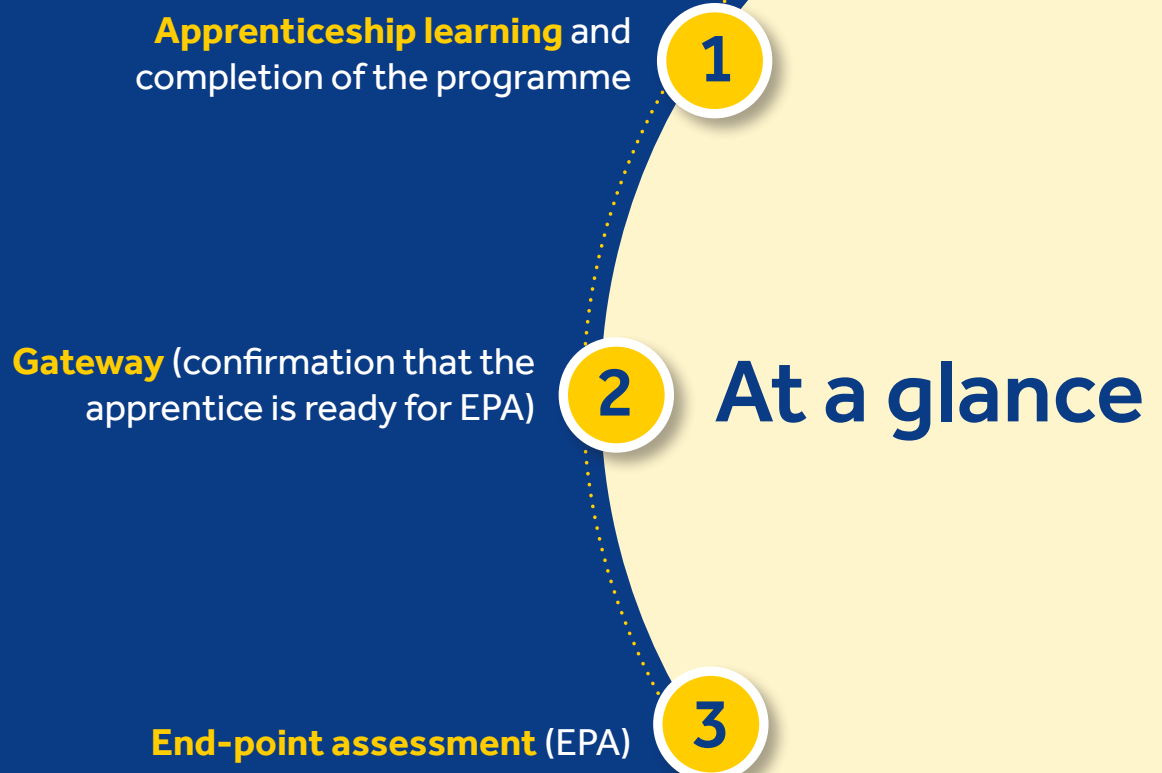 Apprenticeship learning and
completion of the programme
1
Gateway (confirmation that the
apprentice is ready for EPA)
2
At a glance
End-point assessment (EPA)
3